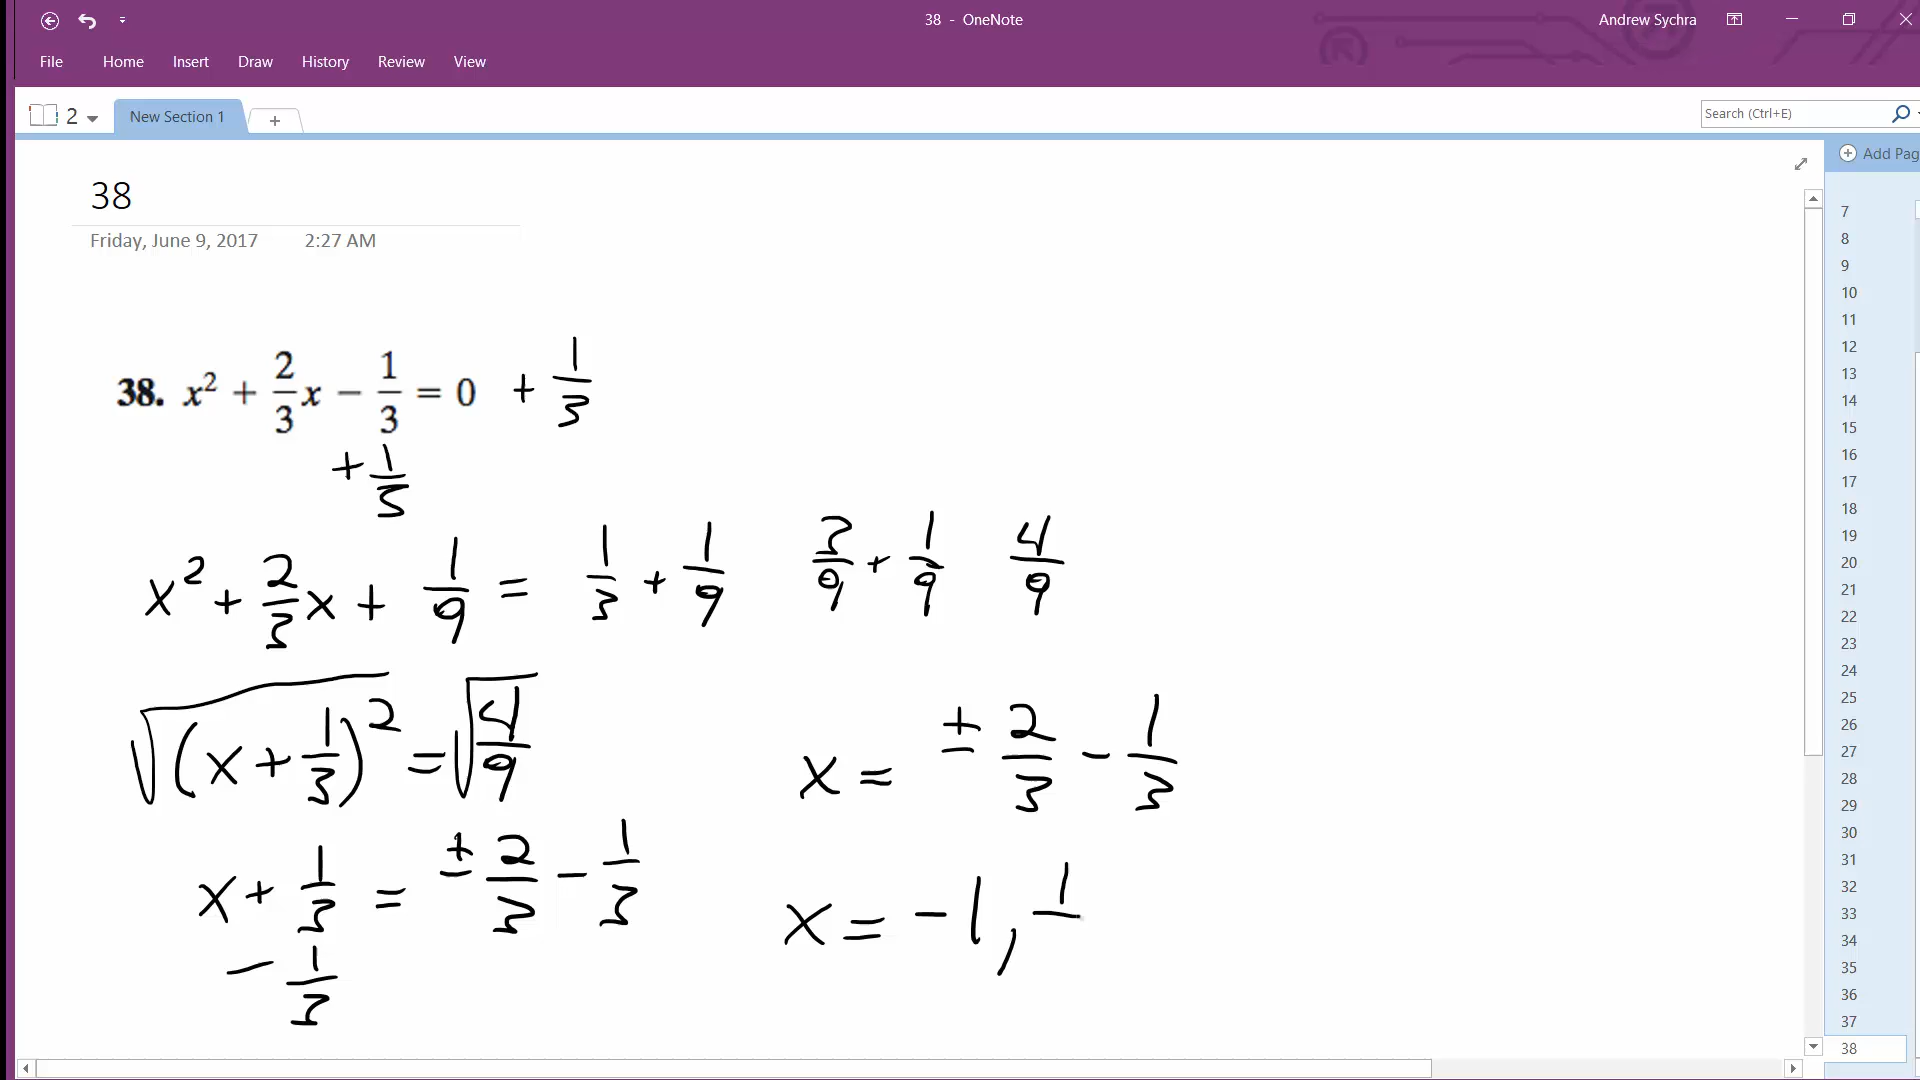 38 - OneNote
Andrew Sychra
File Home Insert Draw History Review View
2 New Section 1 +
Search (Ctrl+E)
Add Pag
38
Friday, June 9, 2017 2:27 AM
38. x² + 2/3 x − 1/3 = 0 + 1/3
+ 1/3
x² + 2/3 x + 1/9 = 1/3 + 1/9 3/9 + 1/9 4/9
√(x + 1/3)² = √4/9
x = ± 2/3 − 1/3
x + 1/3 = ± 2/3 − 1/3
− 1/3
x = −1, 1/
7
8
9
10
11
12
13
14
15
16
17
18
19
20
21
22
23
24
25
26
27
28
29
30
31
32
33
34
35
36
37
38